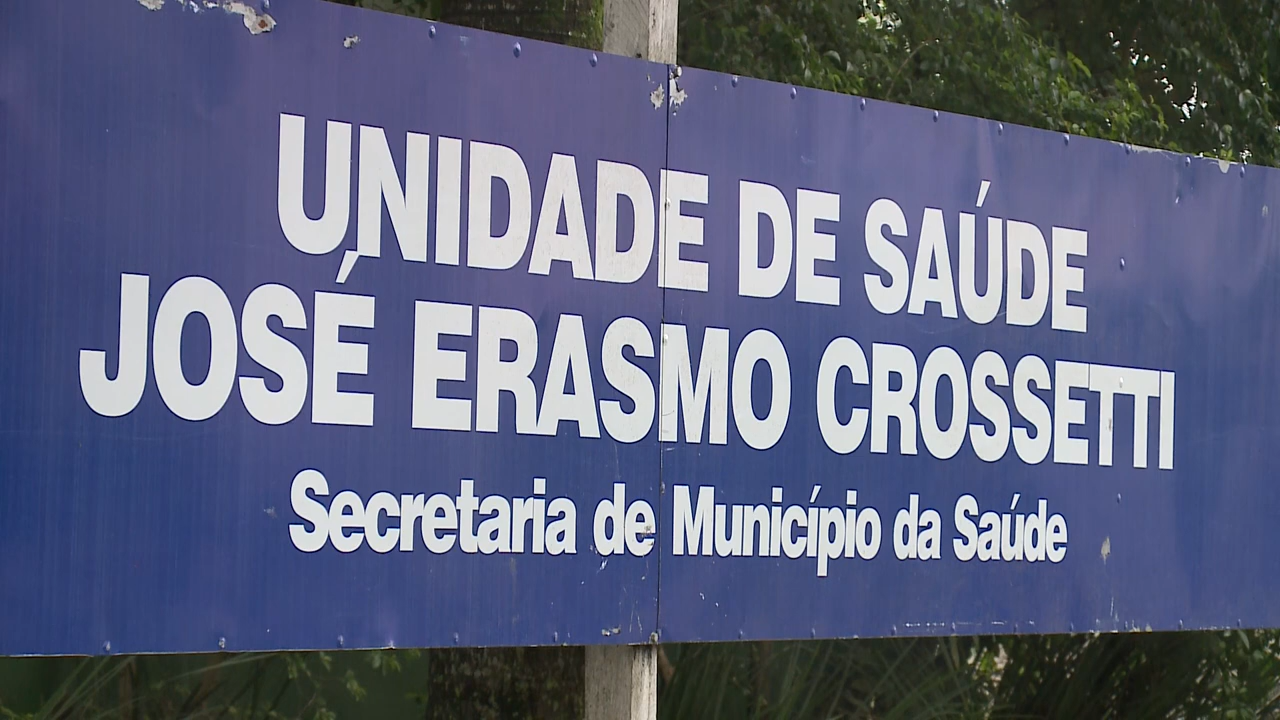 UNIDADE DE SAÚDE
JOSÉ ERASMO CROSSETTI
Secretaria de Município da Saúde